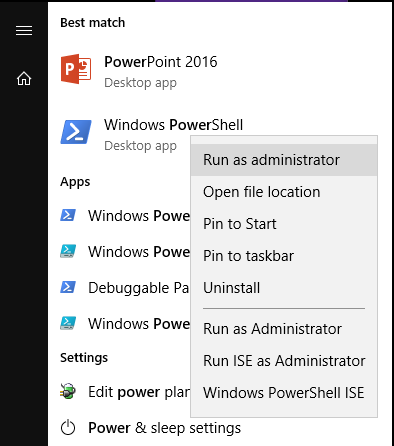 Best match
PowerPoint 2016
Desktop app
Windows PowerShell
Desktop app
Run as administrator
Open file location
Pin to Start
Pin to taskbar
Uninstall
Run as Administrator
Run ISE as Administrator
Windows PowerShell ISE
Apps
Windows Powe
Windows Powe
Debuggable Pa
Windows Powe
Settings
Edit power plan
Power & sleep settings